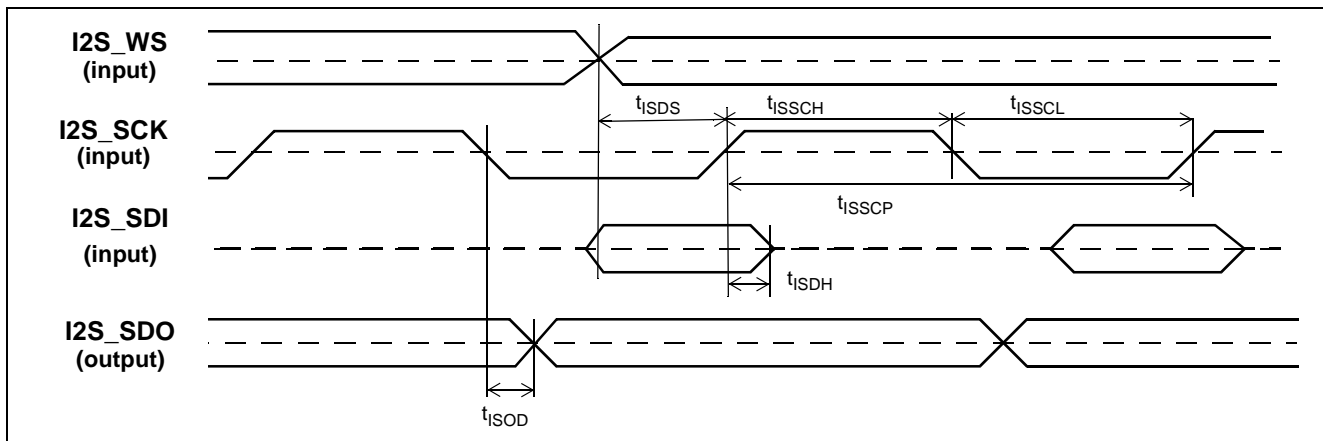 I2S_WS
(input)
tISDS
tISSCH
tISSCL
I2S_SCK
(input)
tISSCP
I2S_SDI
(input)
tISDH
I2S_SDO
(output)
tISOD